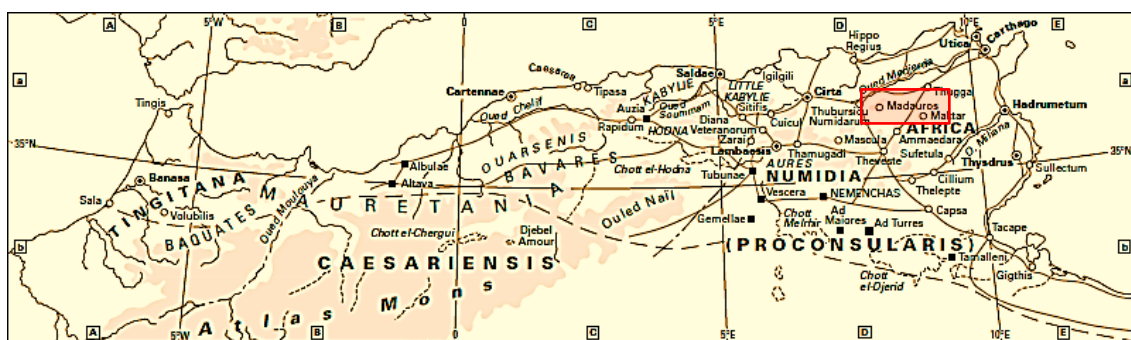 A
5°W
B
0
C
5°E
D
10°E
E
Hippo
Regius
Utica
Carthago
a
Tingis
Caesarea
Tipasa
Cartennae
Oued Chelif
Auzia
Rapidum
KABYLIE
Saldae
Oued
Soummam
LITTLE
KABYLIE
Igilgili
Sitifis
Cuicul
Cirta
Oued Medjerda
Thubursicu
Numidarum
Thugga
Madauros
Maktar
Hadrumetum
a
35°N
HODNA
Diana
Veteranorum
Zarai
Lambaesis
Mascula
AFRICA
Ammaedara
O. Miliana
35°N
OUARSENIS
BAVARES
Chott el-Hodna
AURES
Thamugadi
Theveste
Sufetula
Thysdrus
Sullectum
Albulae
Altava
Tubunae
NUMIDIA
Cillium
Thelepte
Banasa
Sala
TINGITANA
Volubilis
BAQUATES
Oued Moulouya
MAURETANIA
Ouled Naïl
Vescera
NEMENCHAS
Gemellae
Chott
Melrhir
Ad
Maiores
Ad Turres
Capsa
Tacape
b
Chott el-Chergui
Djebel
Amour
(PROCONSULARIS)
Tamalleni
b
CAESARIENSIS
Chott
el-Djerid
Gigthis
Atlas Mons
A
5°W
B
0
C
5°E
D
10°E
E